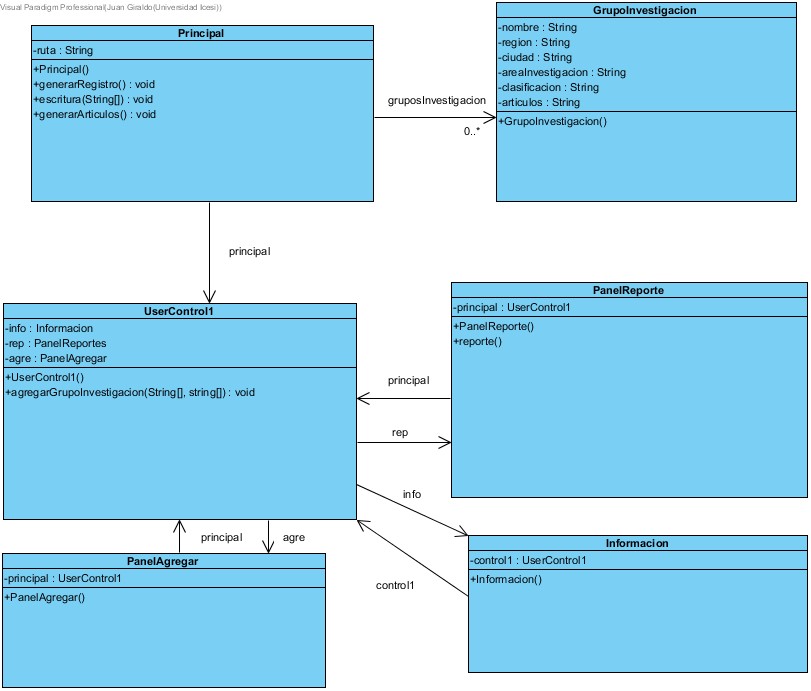 Visual Paradigm Professional(Juan Giraldo(Universidad Icesi))
Principal
-ruta : String
+Principal()
+generarRegistro() : void
+escritura(String[]) : void
+generarArticulos() : void
gruposInvestigacion
0..*
GrupoInvestigacion
-nombre : String
-region : String
-ciudad : String
-areaInvestigacion : String
-clasificacion : String
-articulos : String
+GrupoInvestigacion()
principal
UserControl1
-info : Informacion
-rep : PanelReportes
-agre : PanelAgregar
+UserControl1()
+agregarGrupoInvestigacion(String[], string[]) : void
PanelReporte
-principal : UserControl1
+PanelReporte()
+reporte()
principal
rep
info
control1
principal
agre
PanelAgregar
-principal : UserControl1
+PanelAgregar()
Informacion
-control1 : UserControl1
+Informacion()